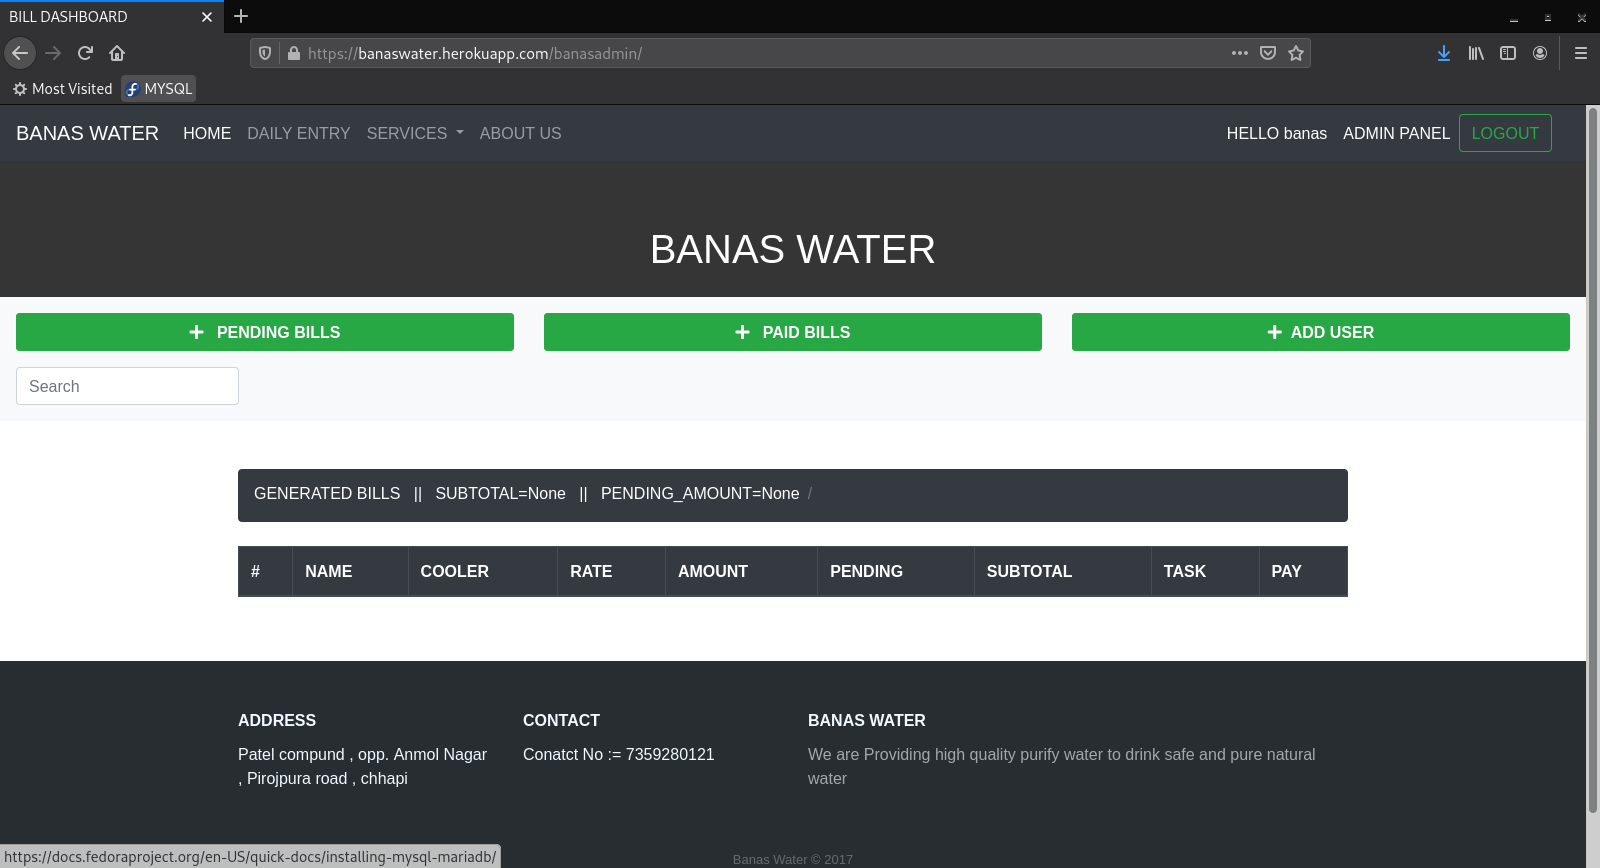 BILL DASHBOARD
https://banaswater.herokuapp.com/banasadmin/
Most Visited MYSQL
BANAS WATER HOME DAILY ENTRY SERVICES ABOUT US HELLO banas ADMIN PANEL LOGOUT
BANAS WATER
PENDING BILLS PAID BILLS ADD USER
Search
GENERATED BILLS || SUBTOTAL=None || PENDING_AMOUNT=None /
# NAME COOLER RATE AMOUNT PENDING SUBTOTAL TASK PAY
ADDRESS
Patel compund , opp. Anmol Nagar
, Pirojpura road , chhapi
CONTACT
Conatct No := 7359280121
BANAS WATER
We are Providing high quality purify water to drink safe and pure natural
water
https://docs.fedoraproject.org/en-US/quick-docs/installing-mysql-mariadb/
Banas Water © 2017